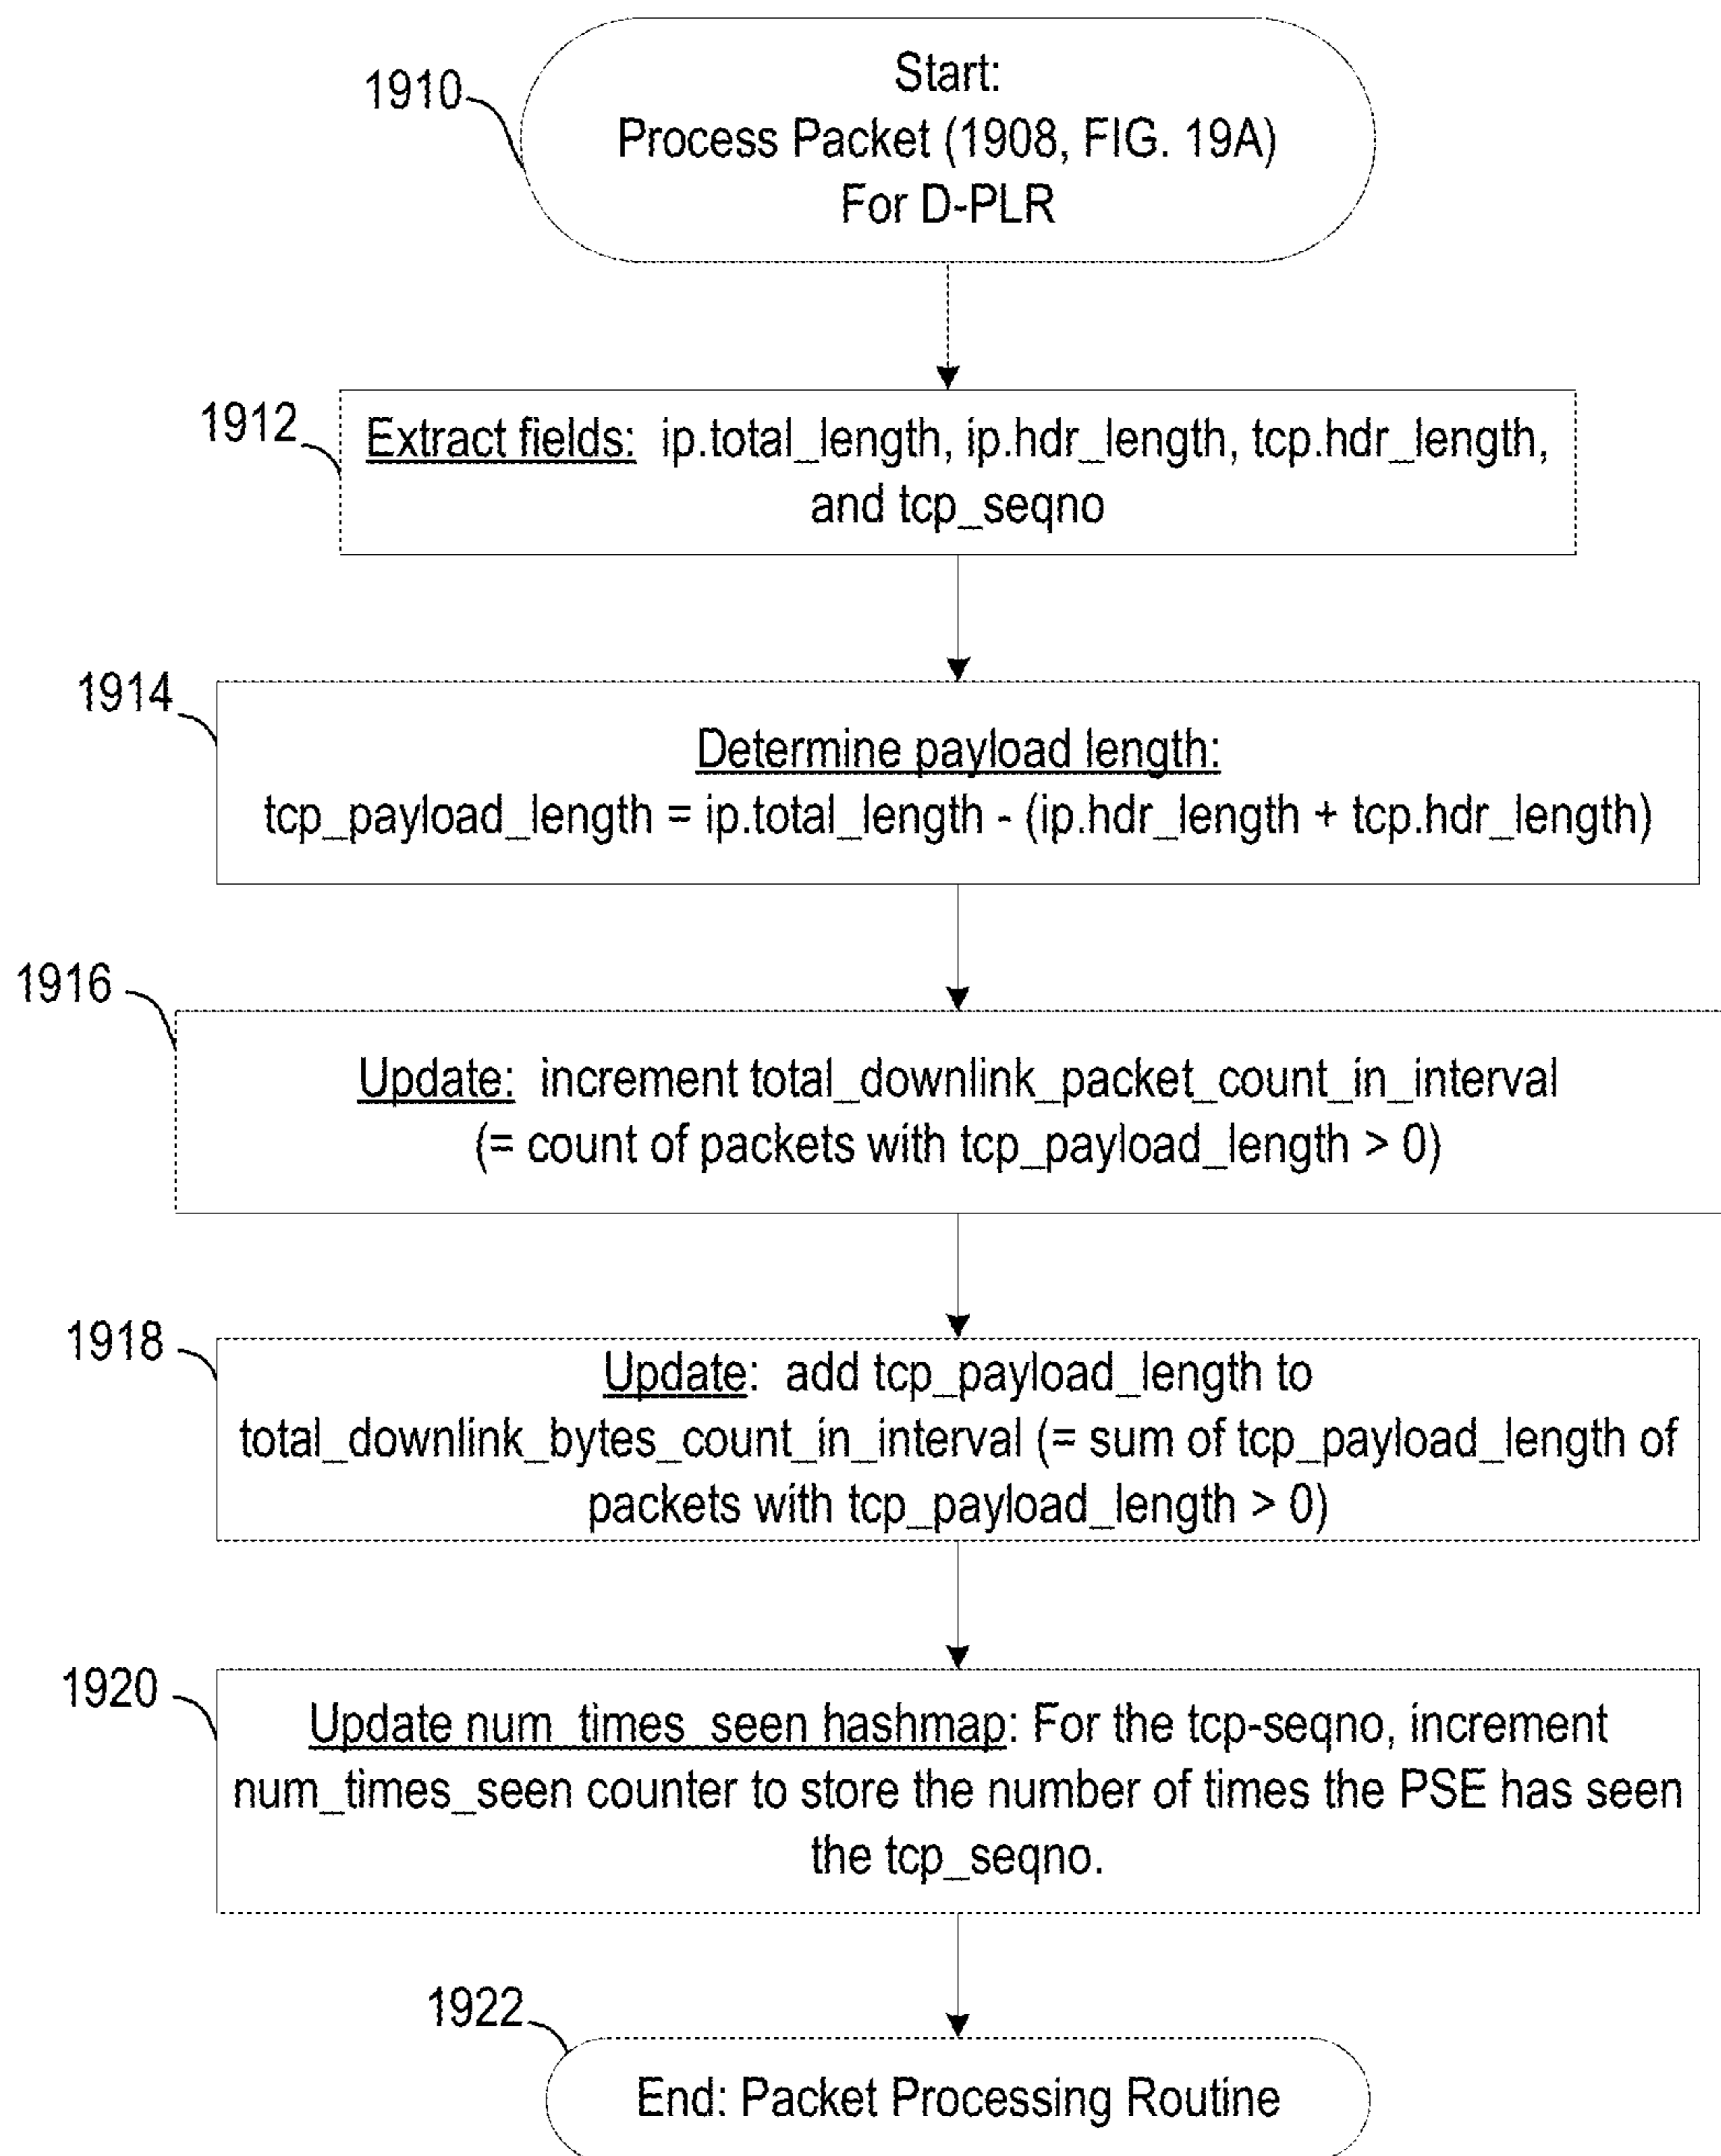 1910
Start:
Process Packet (1908, FIG. 19A)
For D-PLR
1912
Extract fields: ip.total_length, ip.hdr_length, tcp.hdr_length,
and tcp_seqno
1914
Determine payload length:
tcp_payload_length = ip.total_length - (ip.hdr_length + tcp.hdr_length)
1916
Update: increment total_downlink_packet_count_in_interval
(= count of packets with tcp_payload_length > 0)
1918
Update: add tcp_payload_length to
total_downlink_bytes_count_in_interval (= sum of tcp_payload_length of
packets with tcp_payload_length > 0)
1920
Update num_times_seen hashmap: For the tcp-seqno, increment
num_times_seen counter to store the number of times the PSE has seen
the tcp_seqno.
1922
End: Packet Processing Routine